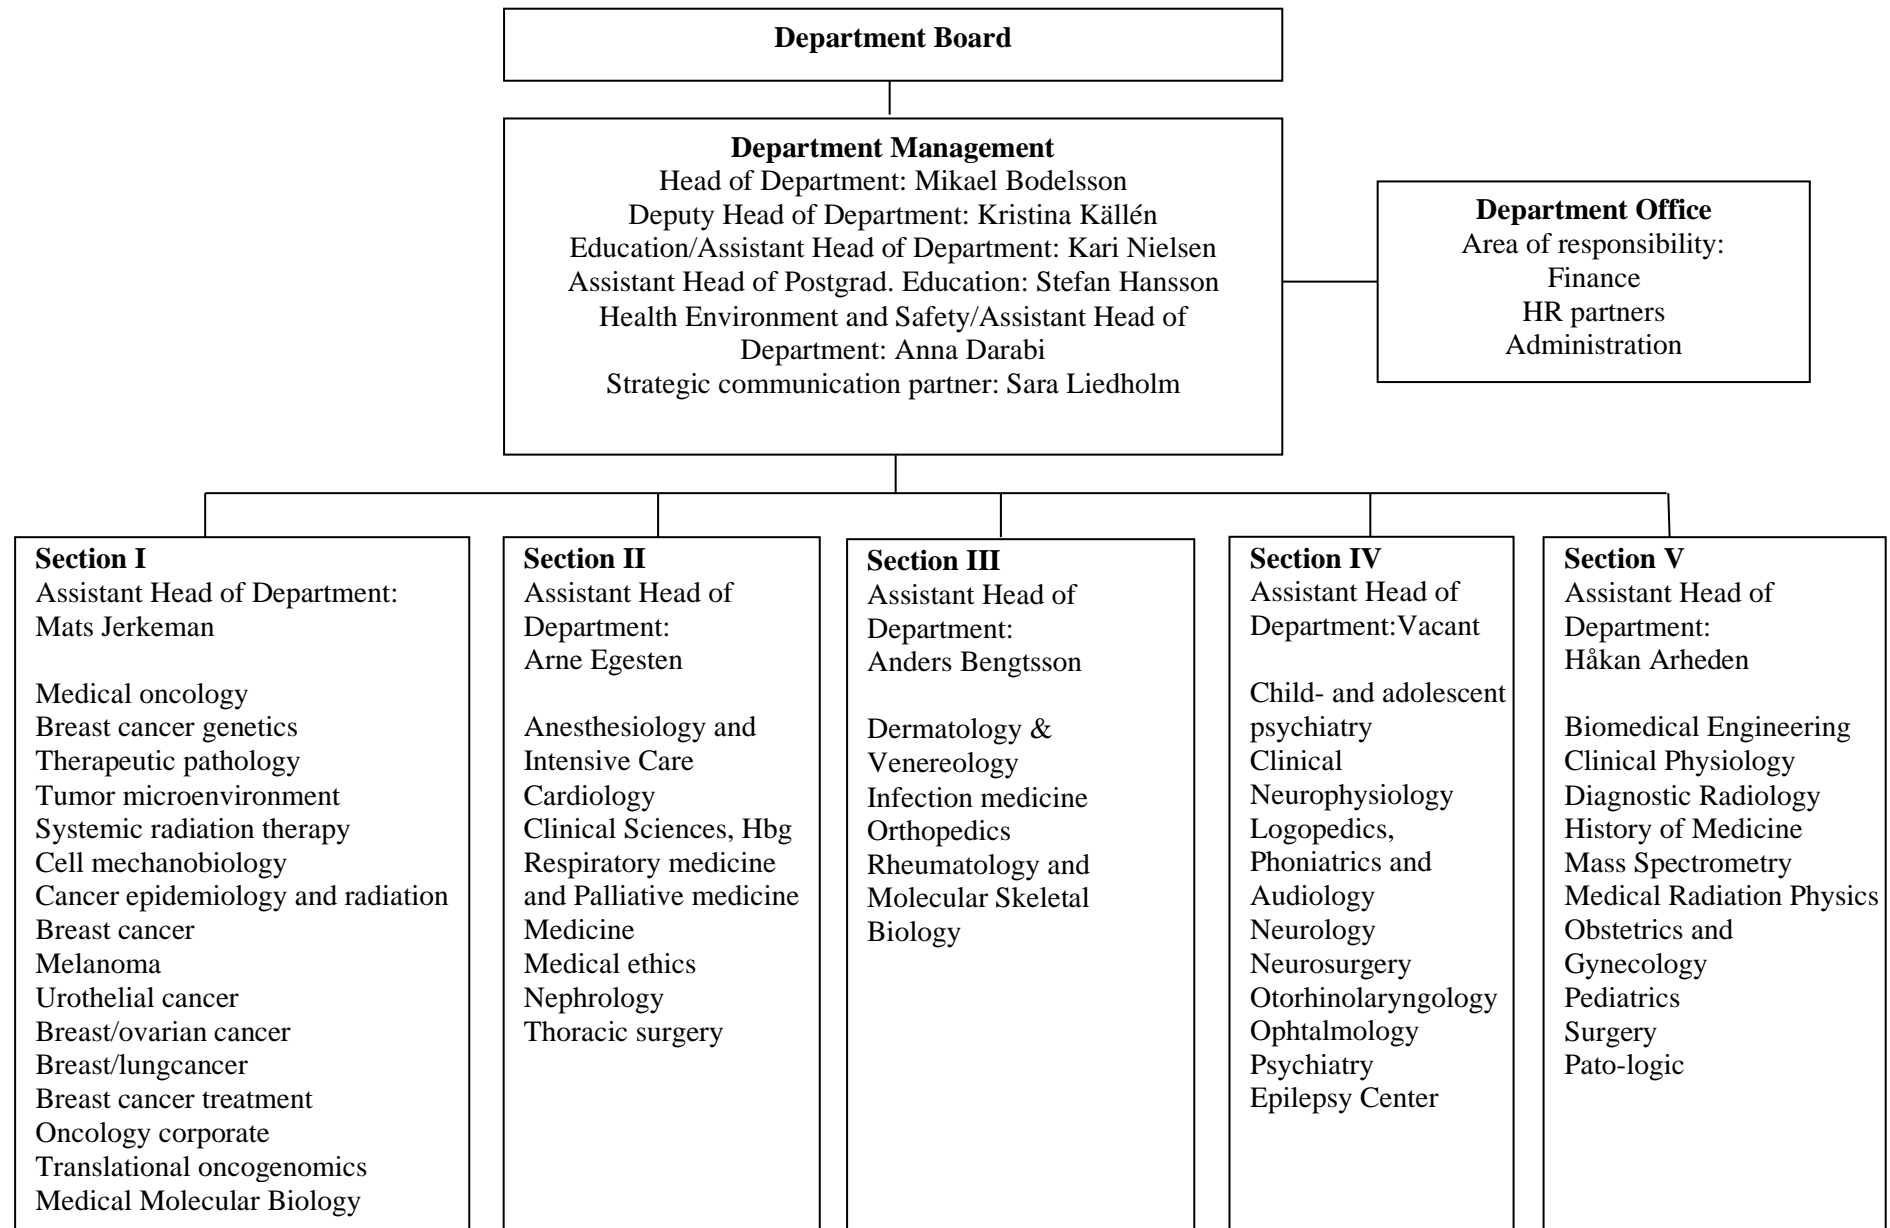 Department Board
Department Management
Head of Department: Mikael Bodelsson
Deputy Head of Department: Kristina Källén
Education/Assistant Head of Department: Kari Nielsen
Assistant Head of Postgrad. Education: Stefan Hansson
Health Environment and Safety/Assistant Head of
Department: Anna Darabi
Strategic communication partner: Sara Liedholm
Department Office
Area of responsibility:
Finance
HR partners
Administration
Section I
Assistant Head of Department:
Mats Jerkeman
Medical oncology
Breast cancer genetics
Therapeutic pathology
Tumor microenvironment
Systemic radiation therapy
Cell mechanobiology
Cancer epidemiology and radiation
Breast cancer
Melanoma
Urothelial cancer
Breast/ovarian cancer
Breast/lungcancer
Breast cancer treatment
Oncology corporate
Translational oncogenomics
Medical Molecular Biology
Section II
Assistant Head of
Department:
Arne Egesten
Anesthesiology and
Intensive Care
Cardiology
Clinical Sciences, Hbg
Respiratory medicine
and Palliative medicine
Medicine
Medical ethics
Nephrology
Thoracic surgery
Section III
Assistant Head of
Department:
Anders Bengtsson
Dermatology &
Venereology
Infection medicine
Orthopedics
Rheumatology and
Molecular Skeletal
Biology
Section IV
Assistant Head of
Department:Vacant
Child- and adolescent
psychiatry
Clinical
Neurophysiology
Logopedics,
Phoniatrics and
Audiology
Neurology
Neurosurgery
Otorhinolaryngology
Ophtalmology
Psychiatry
Epilepsy Center
Section V
Assistant Head of
Department:
Håkan Arheden
Biomedical Engineering
Clinical Physiology
Diagnostic Radiology
History of Medicine
Mass Spectrometry
Medical Radiation Physics
Obstetrics and
Gynecology
Pediatrics
Surgery
Pato-logic